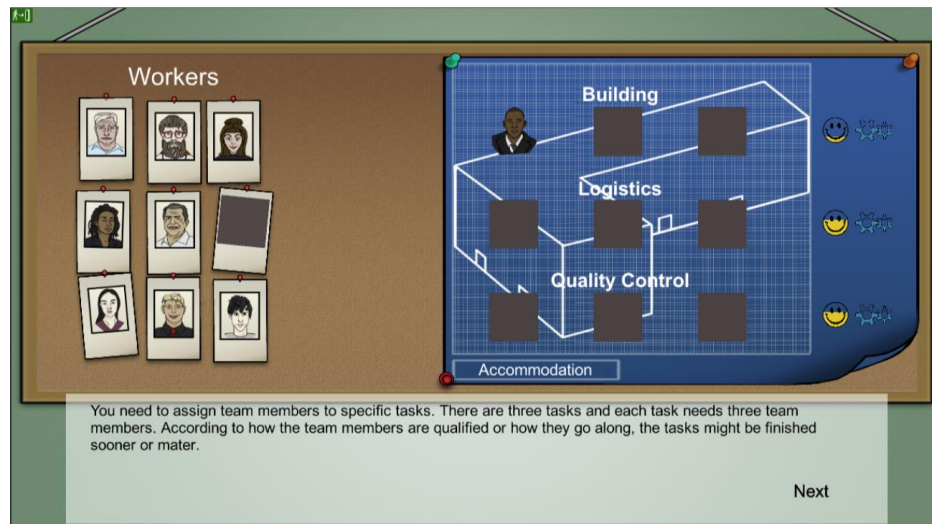 Workers
Building
Logistics
Quality Control
Accommodation
You need to assign team members to specific tasks. There are three tasks and each task needs three team
members. According to how the team members are qualified or how they go along, the tasks might be finished
sooner or mater.
Next